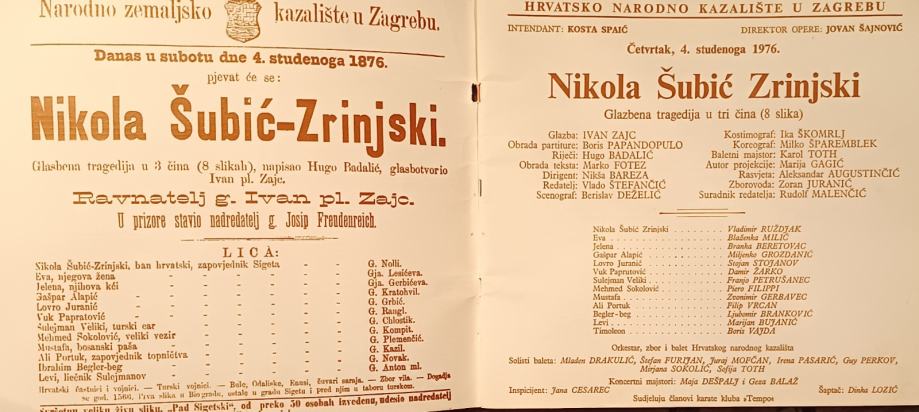 Narodno zemaljsko kazalište u Zagrebu.
Danas u subotu dne 4. studenoga 1876.
pjevat će se:
Nikola Šubić-Zrinjski.
Glasbena tragedija u 3 čina (8 slikah), napisao Hugo Badalić, glasbotvorio
Ivan pl. Zajc.
Ravnatelj g. Ivan pl. Zajc.
U prizore stavio nadredatelj g. Josip Freudenreich.
LICA:
Nikola Šubić-Zrinjski, ban hrvatski, zapovjednik Sigeta - - G. Nolli.
Eva, njegova žena - - - - - - Gja. Lesićeva.
Jelena, njihova kći - - - - - - Gja. Gerbićeva.
Gašpar Alapić - - - - - - G. Kratohvil.
Lovro Juranić - - - - - - G. Grbić.
Vuk Papratović - - - - - - G. Rangl.
Sulejman Veliki, turski car - - - - - G. Chlostik.
Mehmed Sokolović, veliki vezir - - - - - G. Kompit.
Mustafa, bosanski paša - - - - - G. Plemenčić.
Ali Portuk, zapovjednik topničtva - - - - - G. Kazil.
Ibrahim Begler-beg - - - - - G. Novak.
Levi, liečnik Sulejmanov - - - - - G. Anton ml.
Hrvatski častnici i vojnici. — Turski vojnici. — Bule, Odaliske, čuvari saraja. — Zbor vila. — Dogadja
se god. 1566, prva slika u Biogradu, ostale u gradu Sigetu i pred njim u taboru turskom.
veliku živu sliku, „Pad Sigetski", od preko 50 osobah izvedenu, udesio nadredatelj
HRVATSKO NARODNO KAZALIŠTE U ZAGREBU
INTENDANT: KOSTA SPAIĆ DIREKTOR OPERE: JOVAN ŠAJNOVIĆ
Četvrtak, 4. studenoga 1976.
Nikola Šubić Zrinjski
Glazbena tragedija u tri čina (8 slika)
Glazba: IVAN ZAJC
Obrada partiture: Boris PAPANDOPULO
Riječi: Hugo BADALIĆ
Obrada teksta: Marko FOTEZ
Dirigent: Nikša BAREZA
Redatelj: Vlado ŠTEFANČIĆ
Scenograf: Berislav DEŽELIĆ
Kostimograf: Ika ŠKOMRLJ
Koreograf: Milko ŠPAREMBLEK
Baletni majstor: Karol TOTH
Autor projekcije: Marija GAGIĆ
Rasvjeta: Aleksandar AUGUSTINČIĆ
Zborovođa: Zoran JURANIĆ
Suradnik redatelja: Rudolf MALENČIĆ
Nikola Šubić Zrinjski . . . . . . . Vladimir RUŽDJAK
Eva . . . . . . . Blaženka MILIĆ
Jelena . . . . . . . Branka BERETOVAC
Gašpar Alapić . . . . . . . Miljenko GROZDANIĆ
Lovro Juranić . . . . . . . Stojan STOJANOV
Vuk Paprutović . . . . . . . Damir ŽARKO
Sulejman Veliki . . . . . . . Franjo PETRUŠANEC
Mehmed Sokolović . . . . . . . Piero FILIPPI
Mustafa . . . . . . . Zvonimir GERBAVEC
Ali Portuk . . . . . . . Filip VRCAN
Begler-beg . . . . . . . Ljubomir BRANKOVIĆ
Levi . . . . . . . Marijan BUJANIĆ
Timoleon . . . . . . . Boris VAJDA
Orkestar, zbor i balet Hrvatskog narodnog kazališta
Solisti baleta: Mladen DRAKULIĆ, Štefan FURIJAN, Juraj MOFČAN, Irena PASARIĆ, Guy PERKOV,
Mirjana SOKOLIĆ, Sofija TOTH
Koncertni majstori: Maja DEŠPALJ i Geza BALAŽ
Inspicijent: Jana CESAREC Šaptač: Dinka LOZIĆ
Sudjeluju članovi karate kluba »Tempo«